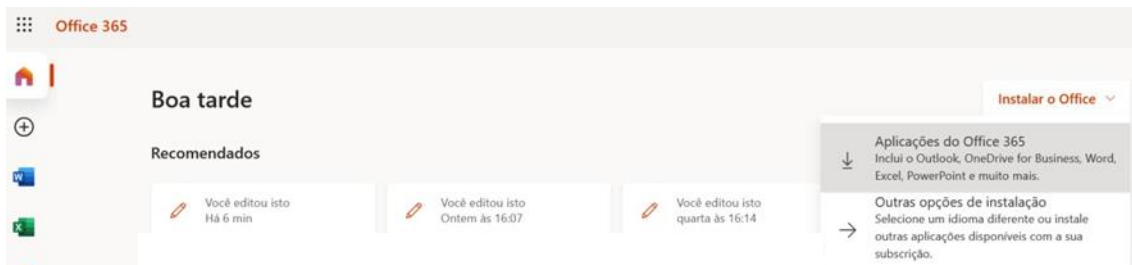 Office 365
Boa tarde
Instalar o Office
Aplicações do Office 365
Inclui o Outlook, OneDrive for Business, Word,
Excel, PowerPoint e muito mais.
Recomendados
Você editou isto
Há 6 min
Você editou isto
Ontem às 16:07
Você editou isto
quarta às 16:14
Outras opções de instalação
Selecione um idioma diferente ou instale
outras aplicações disponíveis com a sua
subscrição.